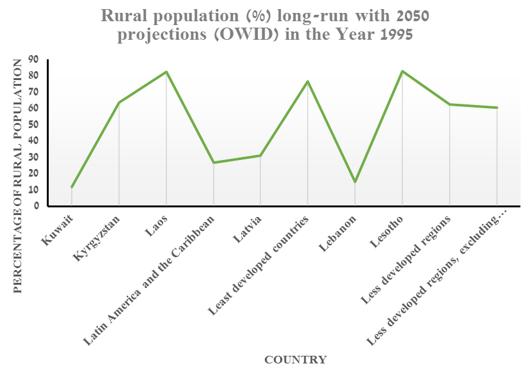 Rural population (%) long-run with 2050
projections (OWID) in the Year 1995
PERCENTAGE OF RURAL POPULATION
90
80
70
60
50
40
30
20
10
0
Kuwait
Kyrgyzstan
Laos
Latin America and the Caribbean
Latvia
Least developed countries
Lebanon
Lesotho
Less developed regions
Less developed regions, excluding…
COUNTRY